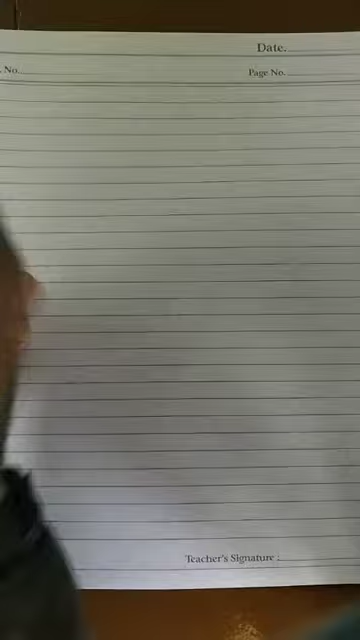 Date.
. No.
Page No.
Teacher's Signature :